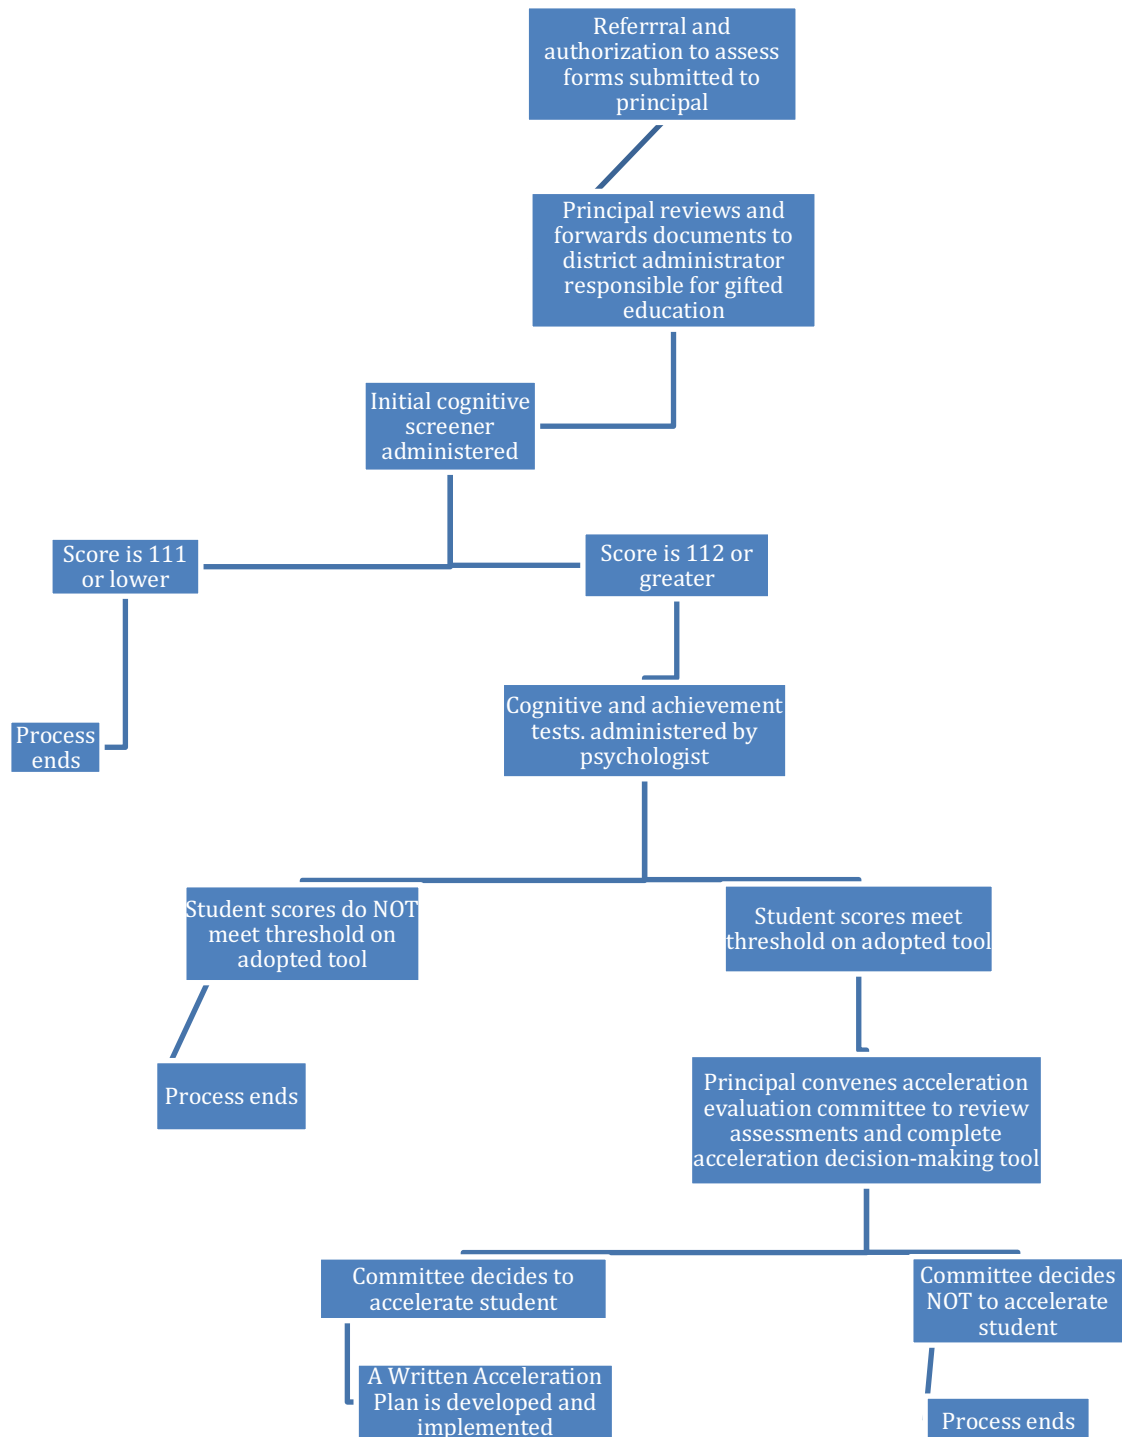 Referrral and
authorization to assess
forms submitted to
principal
Principal reviews and
forwards documents to
district administrator
responsible for gifted
education
Initial cognitive
screener
administered
Score is 111
or lower
Score is 112 or
greater
Process
ends
Cognitive and achievement
tests. administered by
psychologist
Student scores do NOT
meet threshold on
adopted tool
Student scores meet
threshold on adopted tool
Process ends
Principal convenes acceleration
evaluation committee to review
assessments and complete
acceleration decision-making tool
Committee decides to
accelerate student
Committee decides
NOT to accelerate
student
A Written Acceleration
Plan is developed and
implemented
Process ends